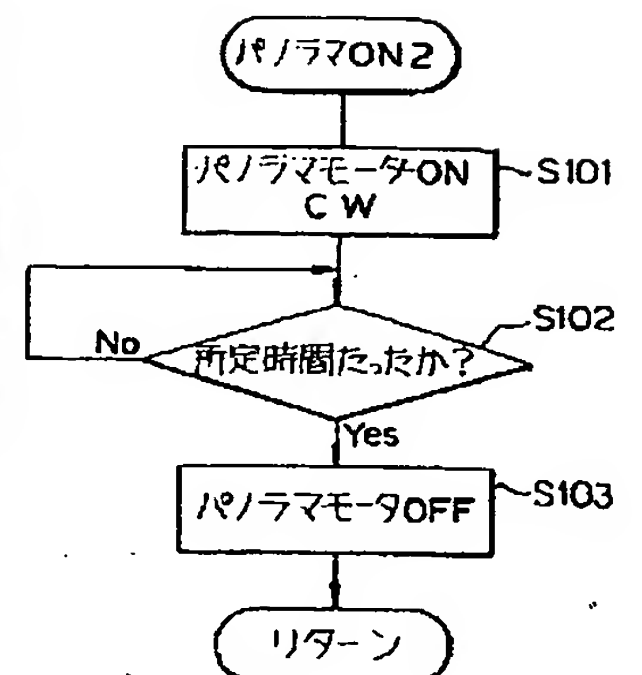 パノラマON2
パノラマモータON
CW
S101
No
所定時間たったか?
S102
Yes
パノラマモータOFF
S103
リターン